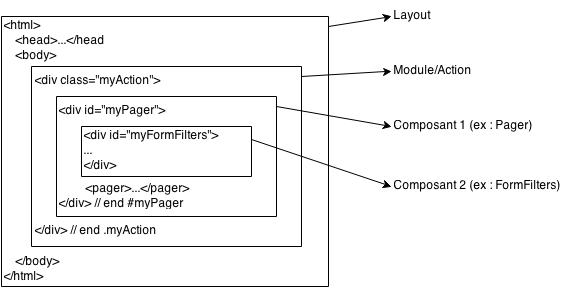 <html>
<head>...</head
<body>
<div class="myAction">
<div id="myPager">
<div id="myFormFilters">
...
</div>
<pager>...</pager>
</div> // end #myPager
</div> // end .myAction
</body>
</html>
Layout
Module/Action
Composant 1 (ex : Pager)
Composant 2 (ex : FormFilters)